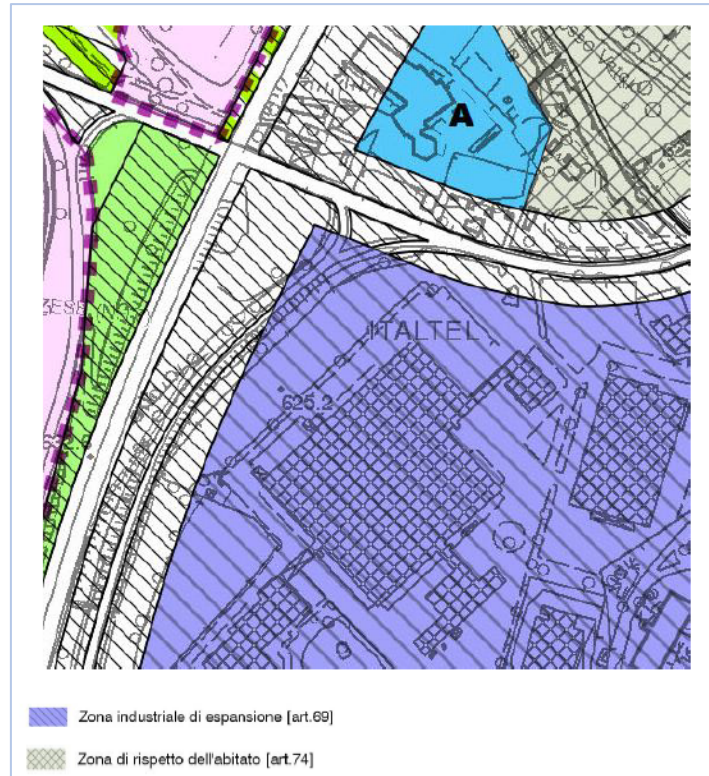 A
ITALTEL
625.2
Zona industriale di espansione [art.69]
Zona di rispetto dell'abitato [art.74]